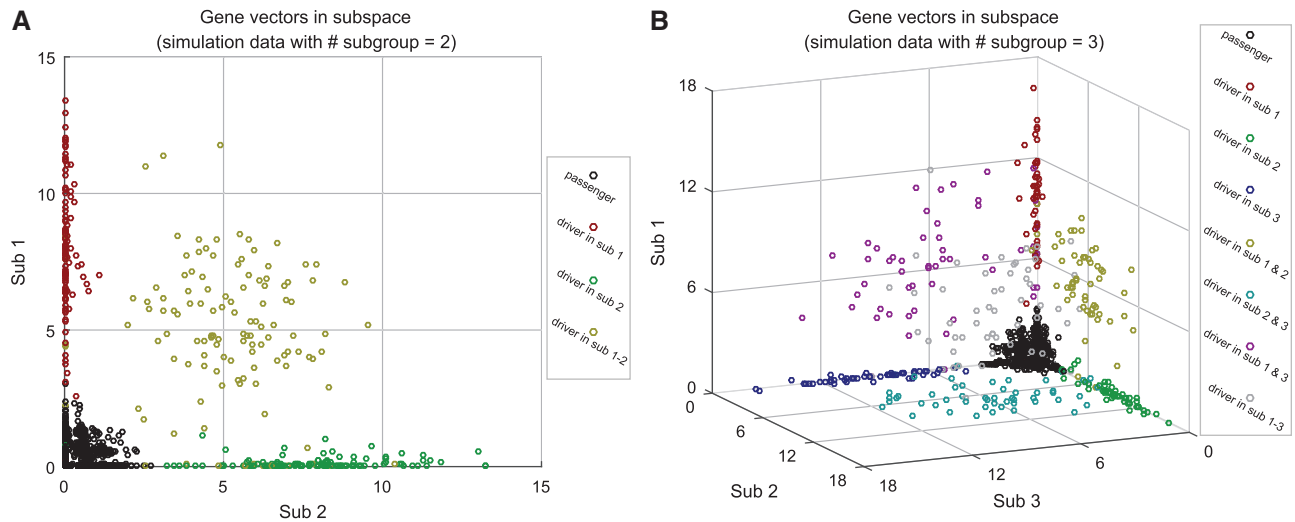 A
Gene vectors in subspace
(simulation data with # subgroup = 2)
15
10
5
0
Sub 1
0
5
10
15
Sub 2
passenger
driver in sub 1
driver in sub 2
driver in sub 1-2
B
Gene vectors in subspace
(simulation data with # subgroup = 3)
18
12
6
0
Sub 1
0
6
12
18
Sub 2
18
12
6
0
Sub 3
passenger
driver in sub 1
driver in sub 2
driver in sub 3
driver in sub 1 & 2
driver in sub 2 & 3
driver in sub 1 & 3
driver in sub 1-3